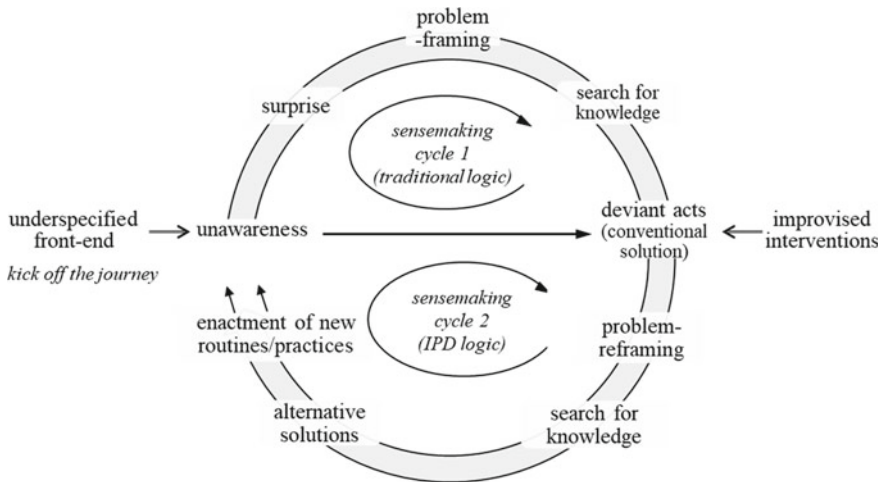 problem
-framing
surprise
search for
knowledge
sensemaking
cycle 1
(traditional logic)
underspecified
front-end
kick off the journey
unawareness
deviant acts
(conventional
solution)
improvised
interventions
sensemaking
cycle 2
(IPD logic)
enactment of new
routines/practices
problem-
reframing
alternative
solutions
search for
knowledge